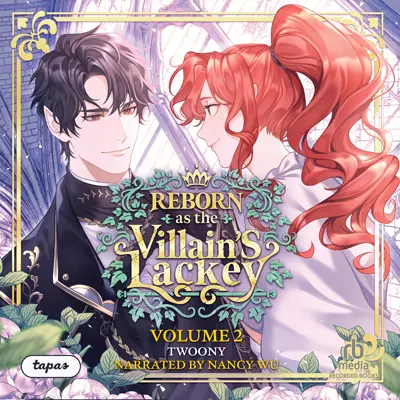 REBORN
as the
Villain's
Lackey
VOLUME 2
TWOONY
NARRATED BY NANCY WU
tapas
rb
media
RECORDED BOOKS